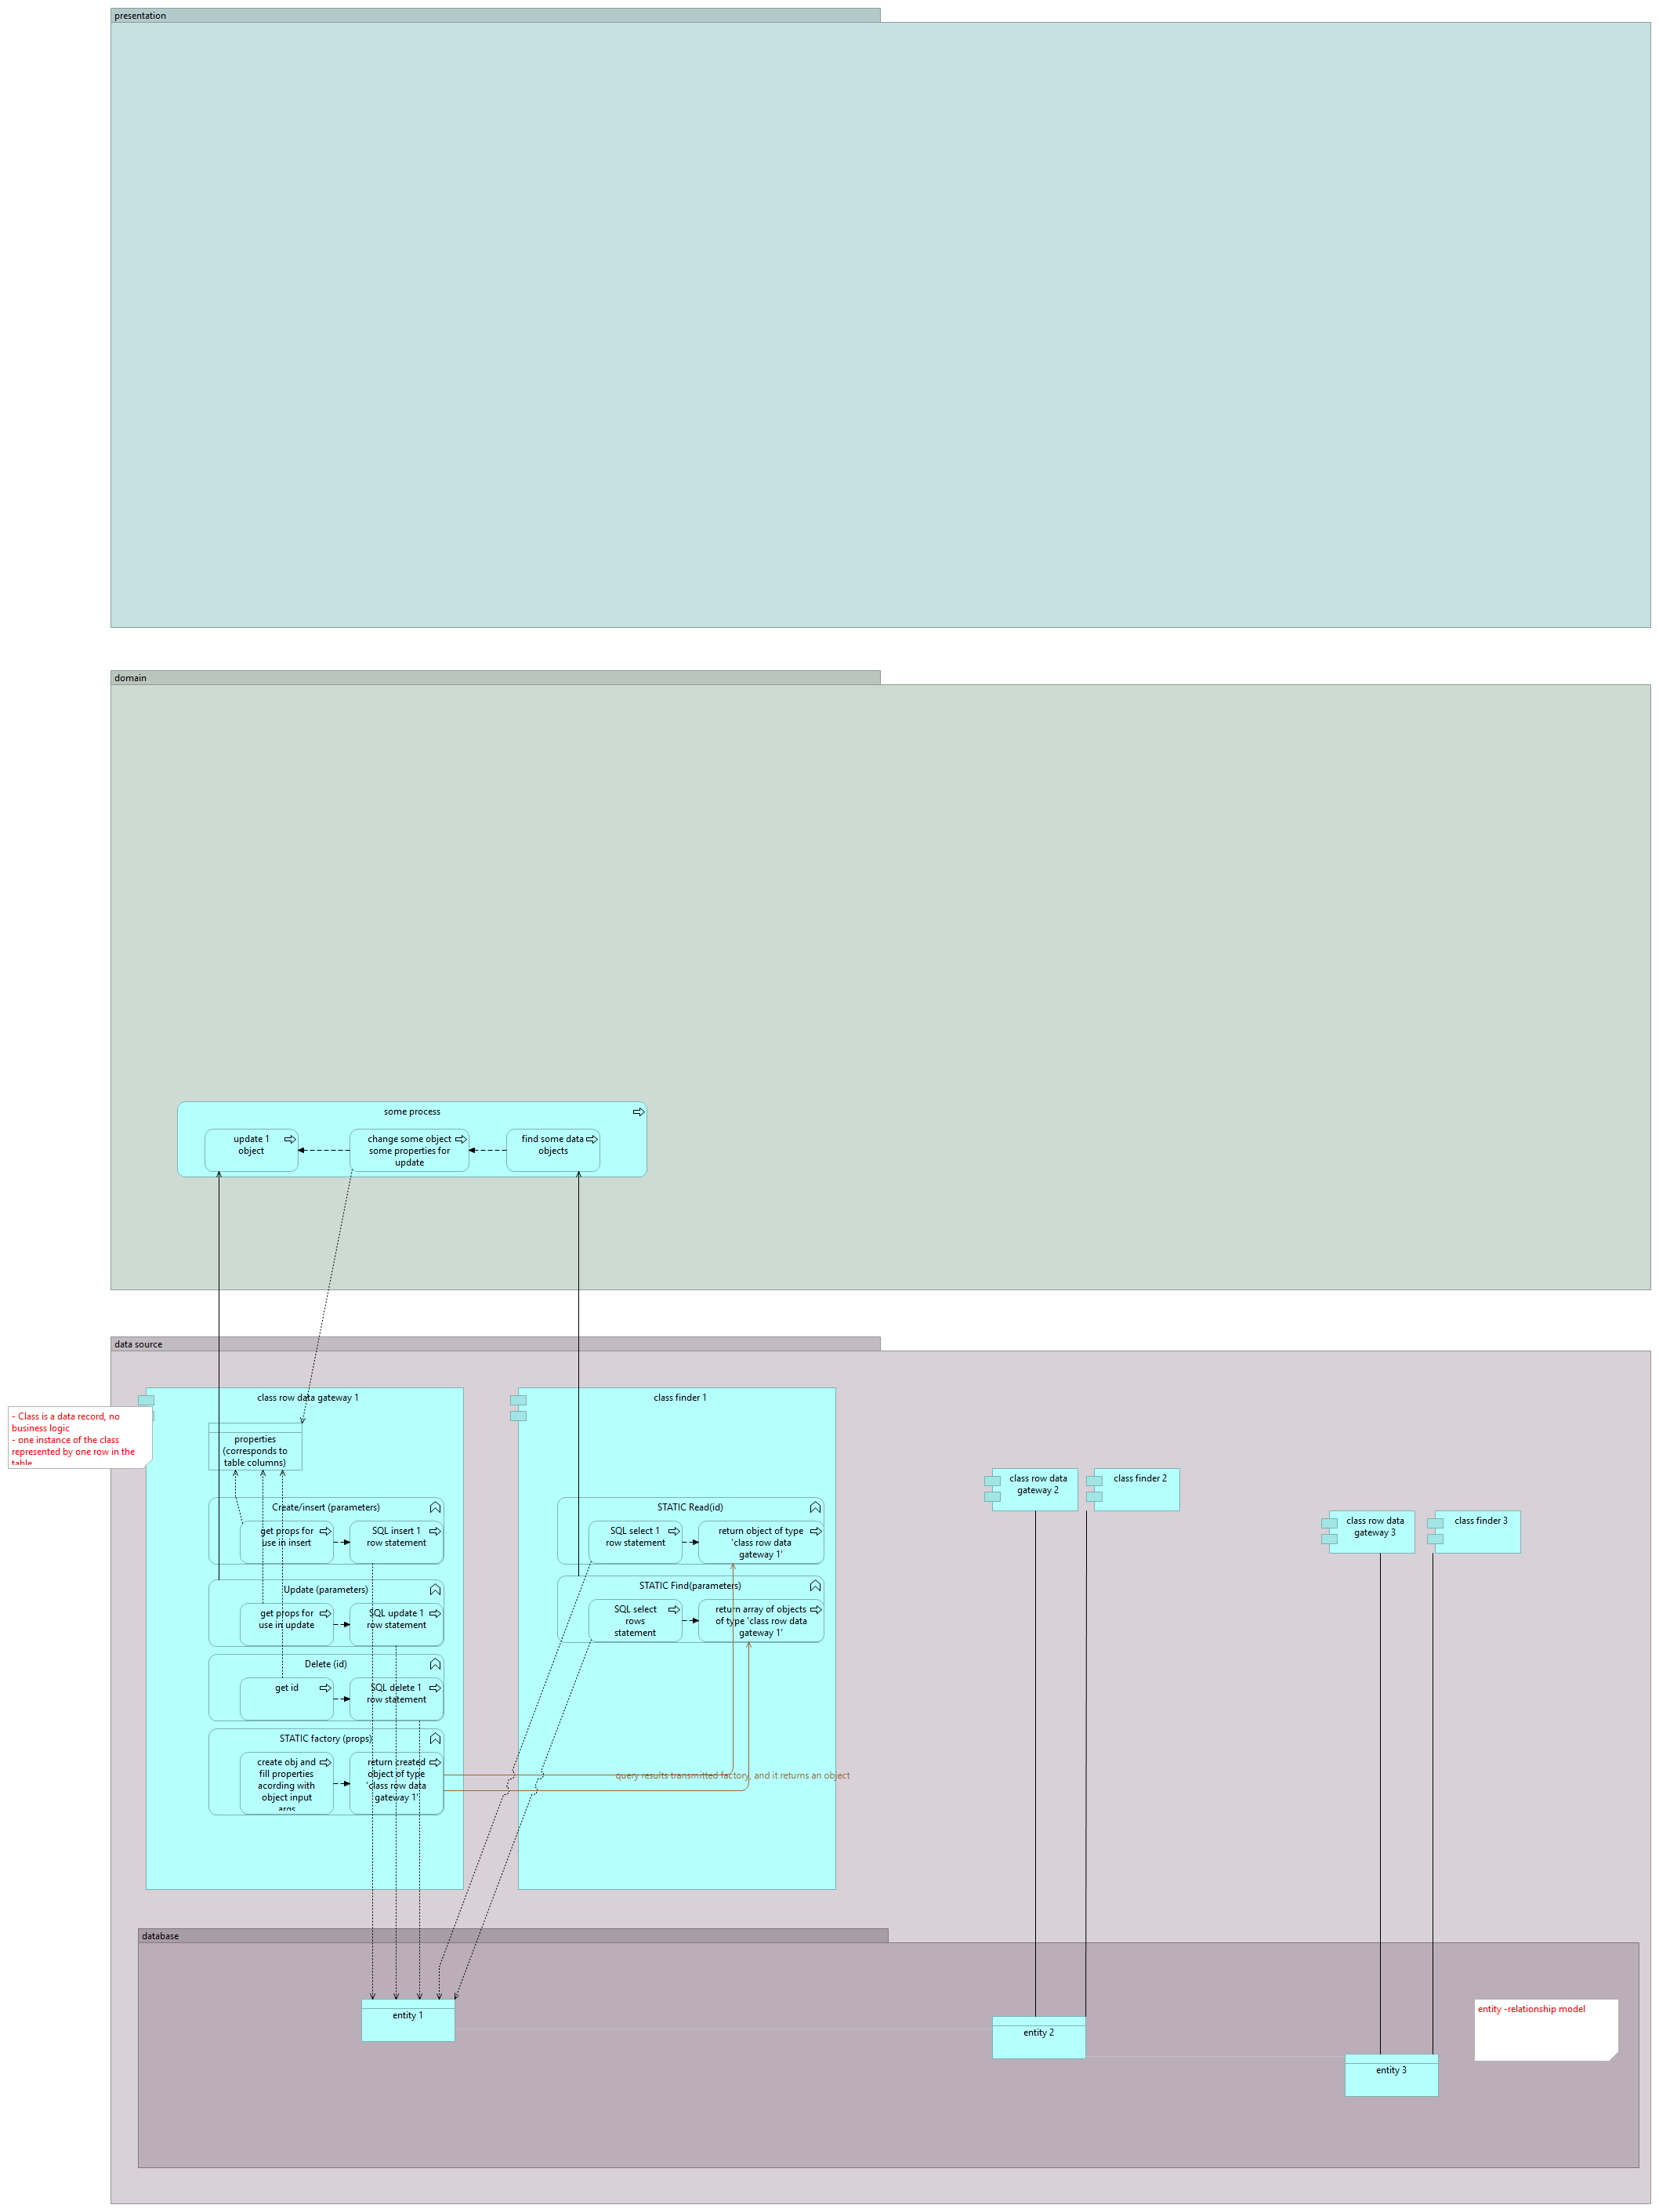 presentation
domain
some process
update 1
object
change some object
some properties for
update
find some data
objects
data source
class row data gateway 1
class finder 1
- Class is a data record, no
business logic
- one instance of the class
represented by one row in the
table
properties
(corresponds to
table columns)
class row data
gateway 2
class finder 2
Create/insert (parameters)
get props for
use in insert
SQL insert 1
row statement
STATIC Read(id)
SQL select 1
row statement
return object of type
'class row data
gateway 1'
class row data
gateway 3
class finder 3
Update (parameters)
get props for
use in update
SQL update 1
row statement
STATIC Find(parameters)
SQL select
rows
statement
return array of objects
of type 'class row data
gateway 1'
Delete (id)
get id
SQL delete 1
row statement
STATIC factory (props)
create obj and
fill properties
acording with
object input
args
return created
object of type
'class row data
gateway 1'
query results transmitted factory, and it returns an object
database
entity 1
entity 2
entity 3
entity -relationship model